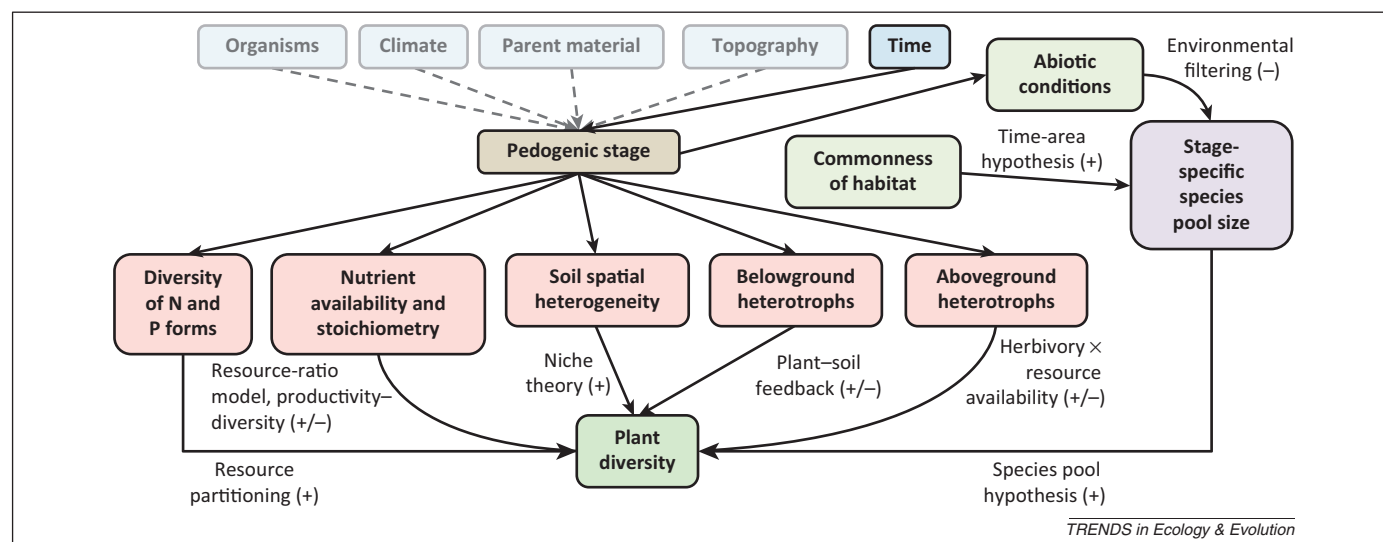 Organisms
Climate
Parent material
Topography
Time
Abiotic
conditions
Environmental
filtering (–)
Pedogenic stage
Commonness
of habitat
Time-area
hypothesis (+)
Stage-
specific
species
pool size
Diversity
of N and
P forms
Nutrient
availability and
stoichiometry
Soil spatial
heterogeneity
Belowground
heterotrophs
Aboveground
heterotrophs
Resource-ratio
model, productivity–
diversity (+/–)
Niche
theory (+)
Plant–soil
feedback (+/–)
Herbivory ×
resource
availability (+/–)
Plant
diversity
Resource
partitioning (+)
Species pool
hypothesis (+)
TRENDS in Ecology & Evolution